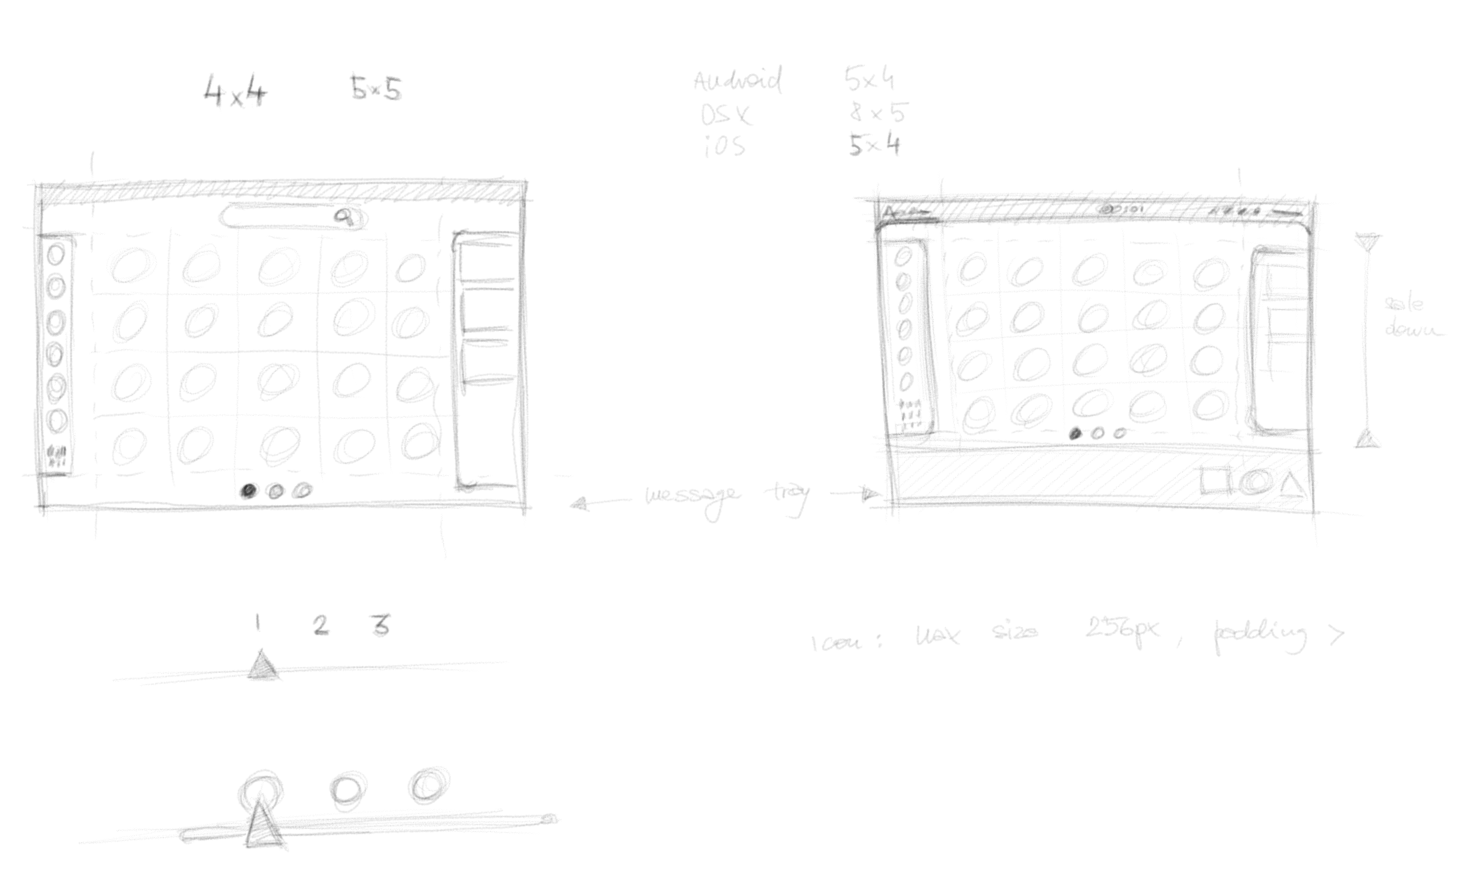 4x4 5x5
Android 5x4
OSX 8x5
iOS 5x4
scale
down
message tray
1 2 3
icon: max size 256px, padding >